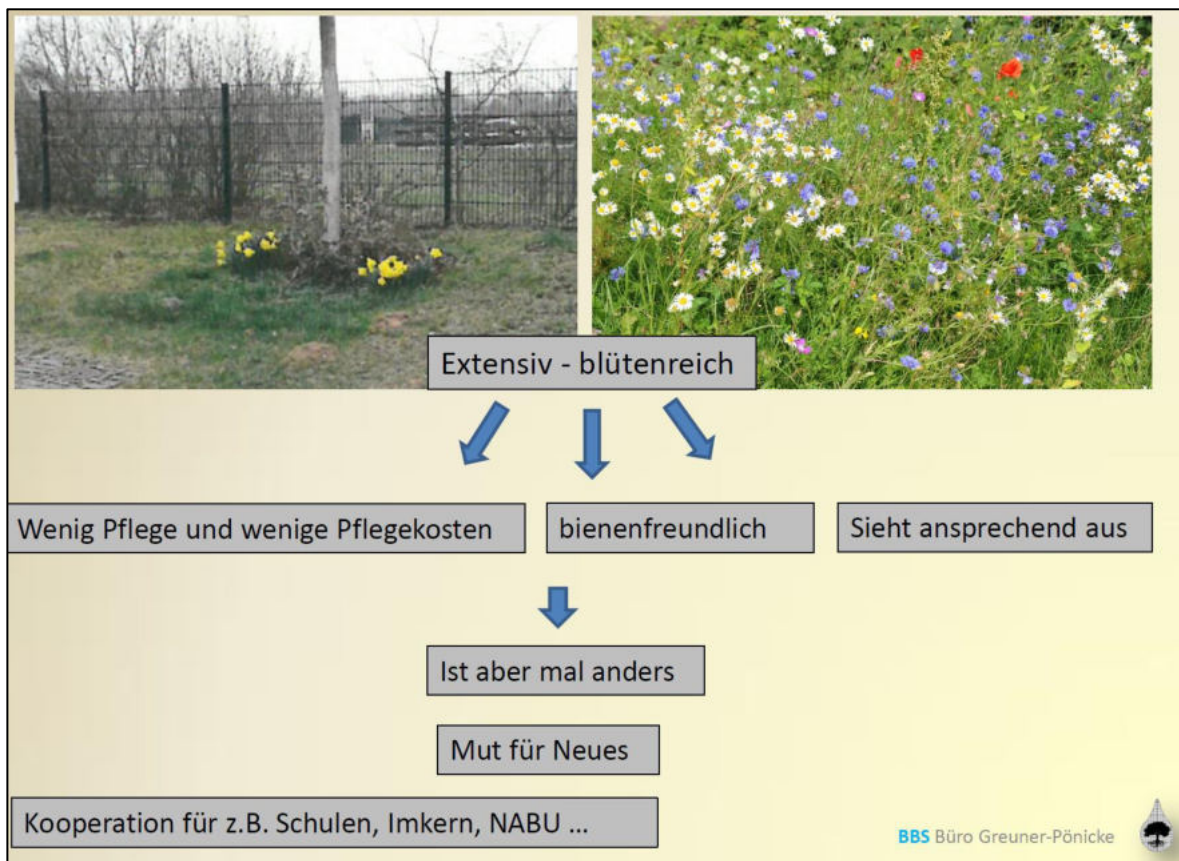 Extensiv - blütenreich
Wenig Pflege und wenige Pflegekosten
bienenfreundlich
Sieht ansprechend aus
Ist aber mal anders
Mut für Neues
Kooperation für z.B. Schulen, Imkern, NABU ...
BBS Büro Greuner-Pönicke